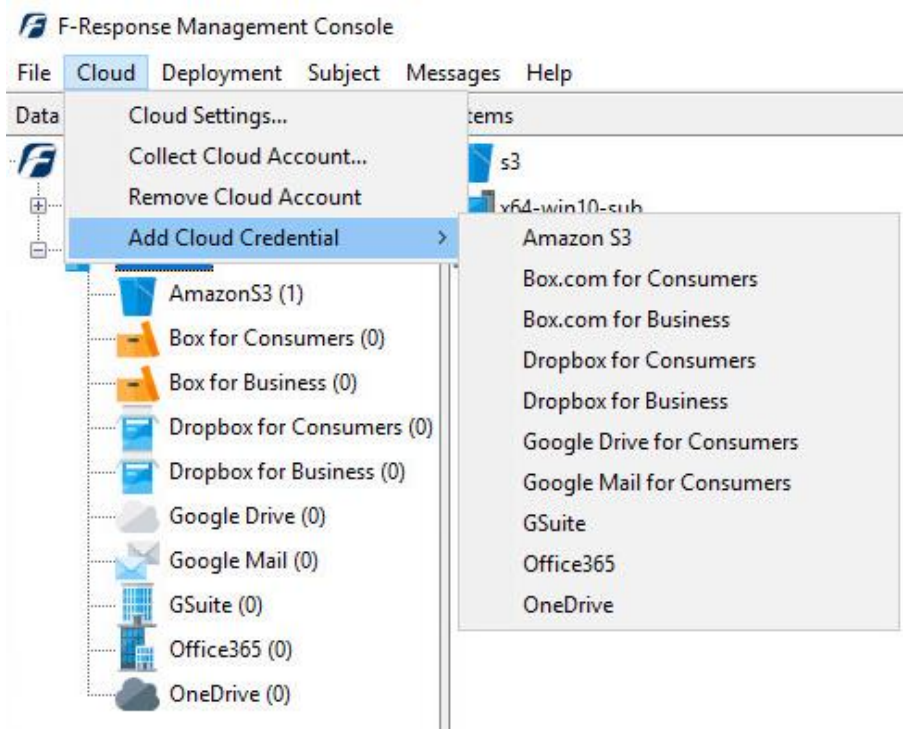 F-Response Management Console
File Cloud Deployment Subject Messages Help
Data
Cloud Settings...
Collect Cloud Account...
Remove Cloud Account
Add Cloud Credential >
tems
s3
x64-win10-sub
Amazon S3
Box.com for Consumers
Box.com for Business
Dropbox for Consumers
Dropbox for Business
Google Drive for Consumers
Google Mail for Consumers
GSuite
Office365
OneDrive
AmazonS3 (1)
Box for Consumers (0)
Box for Business (0)
Dropbox for Consumers (0)
Dropbox for Business (0)
Google Drive (0)
Google Mail (0)
GSuite (0)
Office365 (0)
OneDrive (0)